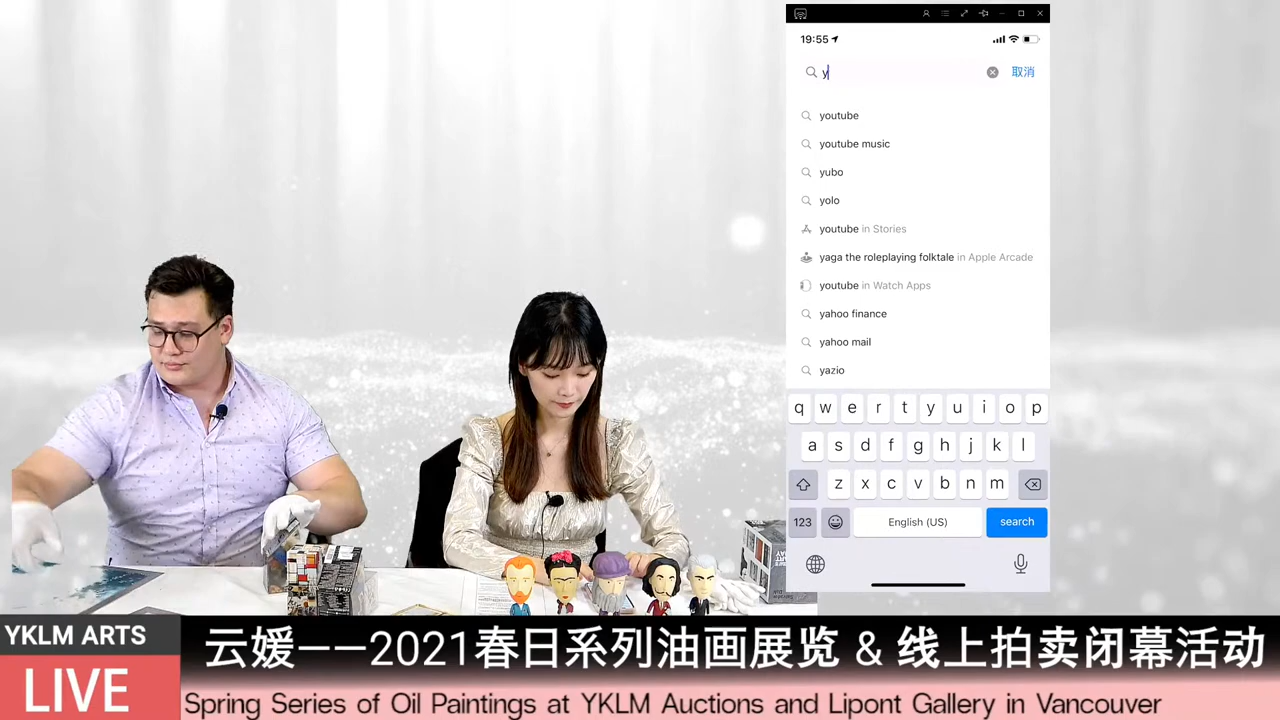 19:55
y
取消
youtube
youtube music
yubo
yolo
youtube in Stories
yaga the roleplaying folktale in Apple Arcade
youtube in Watch Apps
yahoo finance
yahoo mail
yazio
q w e r t y u i o p
a s d f g h j k l
z x c v b n m
123
English (US)
search
YKLM ARTS
云媛——2021春日系列油画展览 & 线上拍卖闭幕活动
LIVE
Spring Series of Oil Paintings at YKLM Auctions and Lipont Gallery in Vancouver